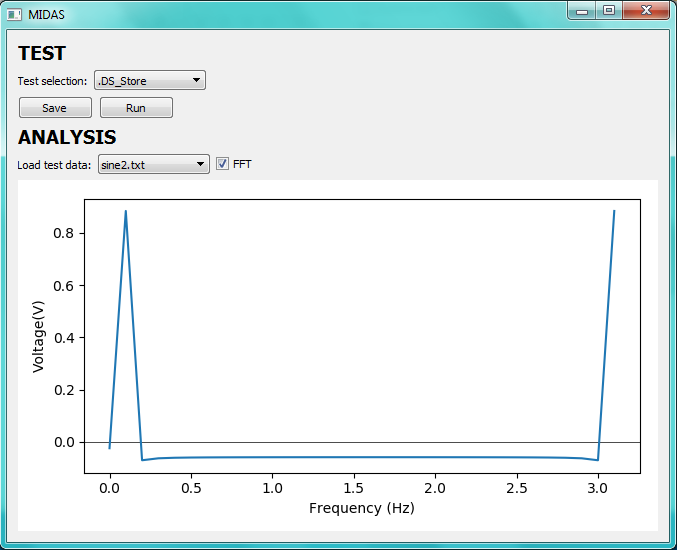 MIDAS
TEST
Test selection: .DS_Store
Save Run
ANALYSIS
Load test data: sine2.txt FFT
0.8
0.6
0.4
0.2
0.0
Voltage(V)
0.0 0.5 1.0 1.5 2.0 2.5 3.0
Frequency (Hz)